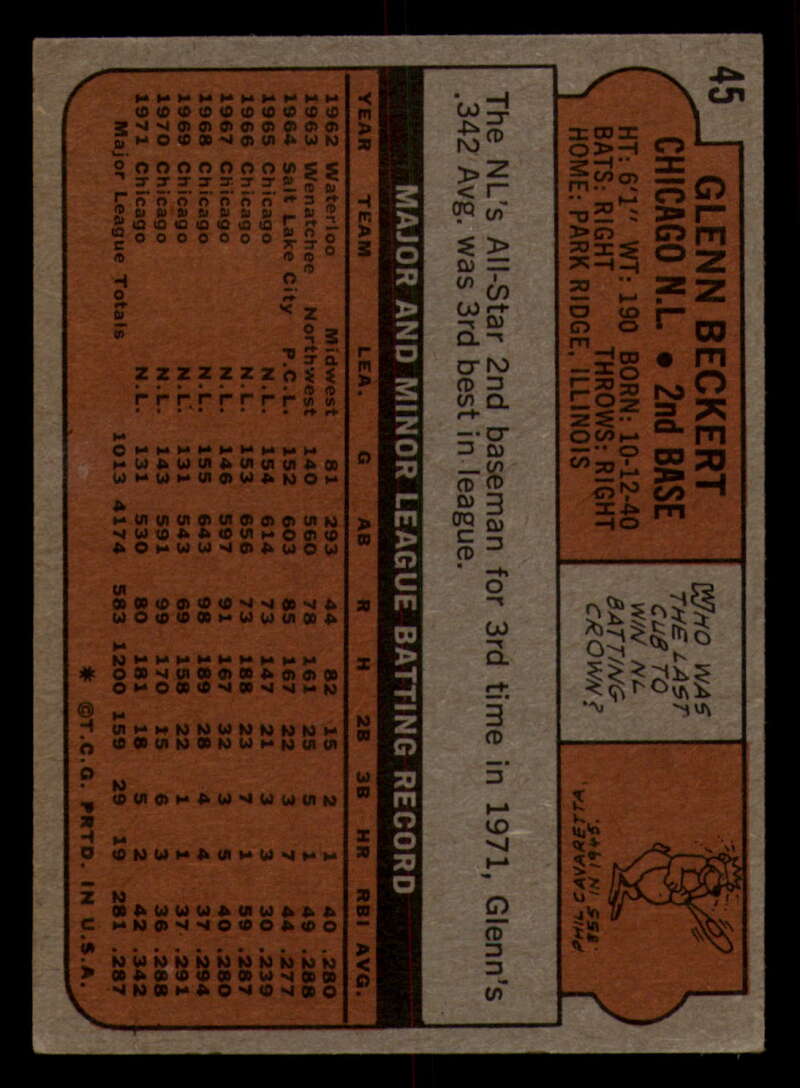 45
GLENN BECKERT
CHICAGO N.L. • 2nd BASE
HT: 6'1" WT: 190 BORN: 10-12-40
BATS: RIGHT THROWS: RIGHT
HOME: PARK RIDGE, ILLINOIS
WHO WAS
THE LAST
CUB TO
WIN NL
BATTING
CROWN?
PHIL CAVARETTA,
.355 IN 1945.
The NL's All-Star 2nd baseman for 3rd time in 1971, Glenn's
.342 Avg. was 3rd best in league.
MAJOR AND MINOR LEAGUE BATTING RECORD
YEAR TEAM LEA. G AB R H 2B 3B HR RBI AVG.
1962 Waterloo Midwest 81 293 44 82 15 2 1 40 .280
1963 Wenatchee Northwest 140 560 78 161 25 5 1 49 .288
1964 Salt Lake City P.C.L. 152 603 85 167 22 3 7 44 .277
1965 Chicago N.L. 154 614 73 147 21 3 3 30 .239
1966 Chicago N.L. 153 656 73 188 23 7 1 59 .287
1967 Chicago N.L. 146 597 91 167 32 3 5 40 .280
1968 Chicago N.L. 155 643 98 189 28 4 4 37 .294
1969 Chicago N.L. 131 543 69 158 22 1 1 37 .291
1970 Chicago N.L. 143 591 99 170 15 6 3 36 .288
1971 Chicago N.L. 131 530 80 181 18 5 2 42 .342
Major League Totals 1013 4174 583 1200 159 29 19 281 .287
* ©T.C.G. PRTD. IN U.S.A.